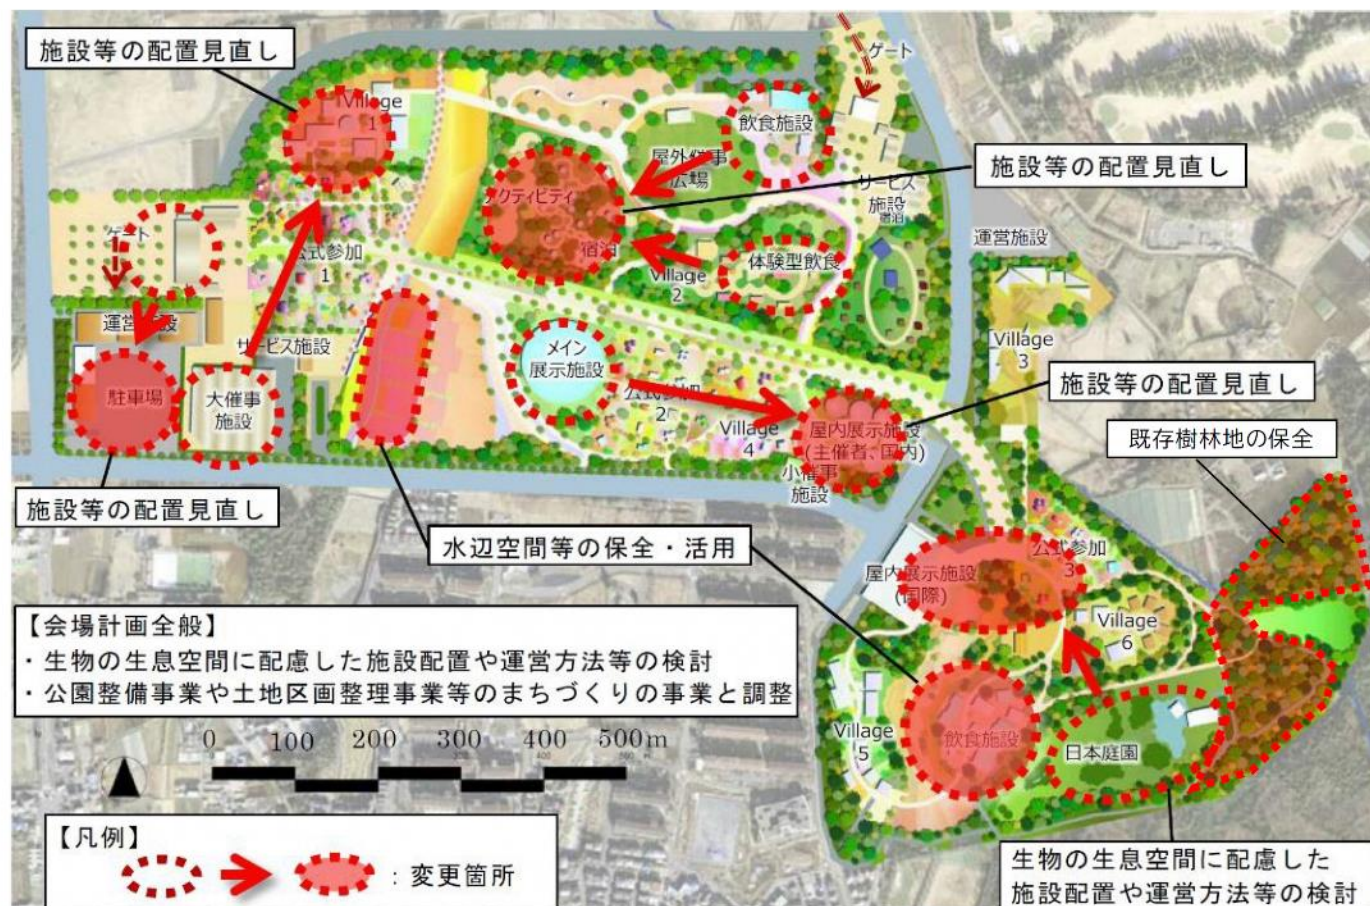 施設等の配置見直し
ゲート
Village
1
飲食施設
屋外催事
広場
施設等の配置見直し
アクティビティ
サービス
施設
宿泊
宿泊
運営施設
ゲート
公式参加
1
Village
2
体験型飲食
運営施設
サービス施設
メイン
展示施設
Village
3
施設等の配置見直し
駐車場
大催事
施設
公式参加
2
Village
4
屋内展示施設
(主催者、国内)
小催事
施設
既存樹林地の保全
施設等の配置見直し
水辺空間等の保全・活用
公式参加
3
屋内展示施設
(国際)
Village
6
【会場計画全般】
・生物の生息空間に配慮した施設配置や運営方法等の検討
・公園整備事業や土地区画整理事業等のまちづくりの事業と調整
Village
5
飲食施設
日本庭園
0 100 200 300 400 500m
【凡例】
:変更箇所
生物の生息空間に配慮した
施設配置や運営方法等の検討